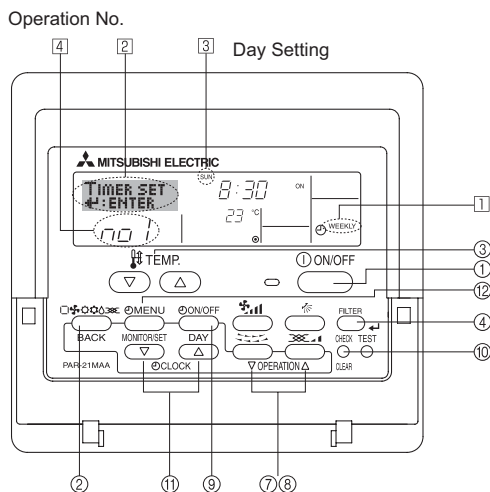 Operation No.
4 2 3 Day Setting
MITSUBISHI ELECTRIC
TIMER SET
↵:ENTER
SUN 8:30 ON
23 °C
no 1
WEEKLY 1
TEMP. ON/OFF
▽ △
③
①
⑫
MENU ON/OFF FILTER ↵
④
BACK MONITOR/SET DAY CHECK TEST
⑩
PAR-21MAA ▽ △ ▽ OPERATION △ CLEAR
CLOCK
② ⑪ ⑨ ⑦ ⑧